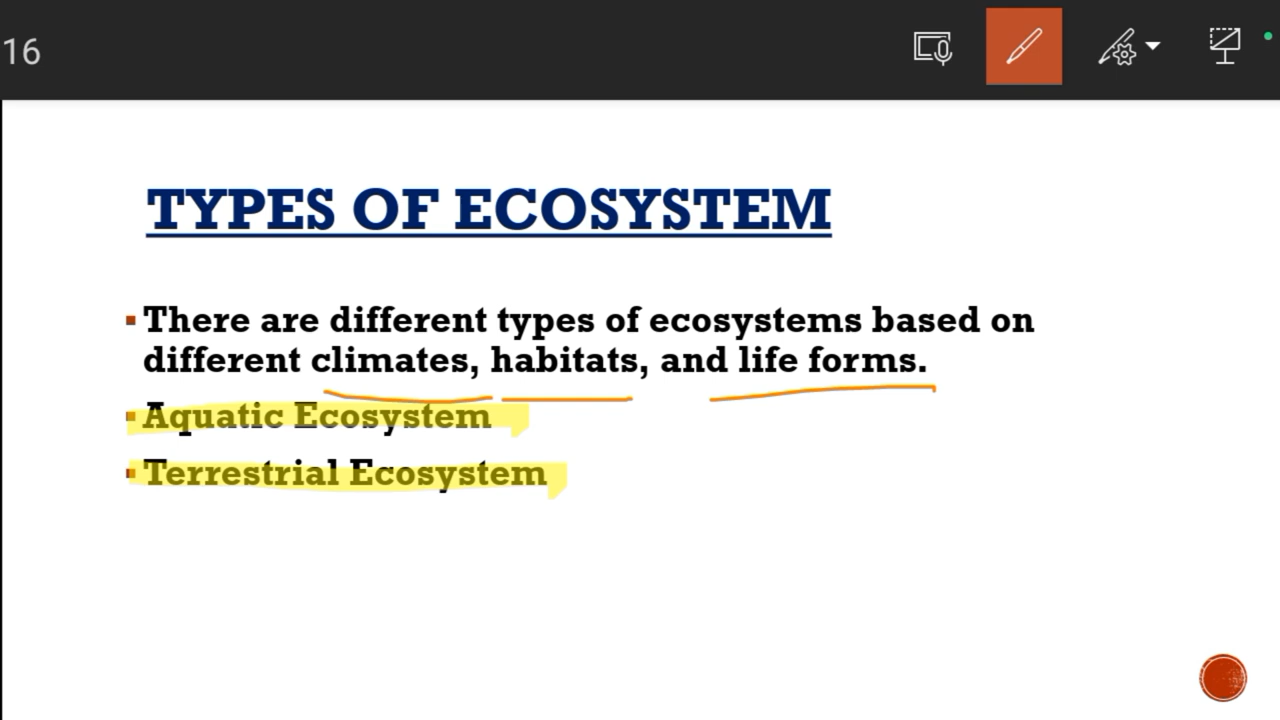 16
TYPES OF ECOSYSTEM
▪There are different types of ecosystems based on
different climates, habitats, and life forms.
▪Aquatic Ecosystem
▪Terrestrial Ecosystem